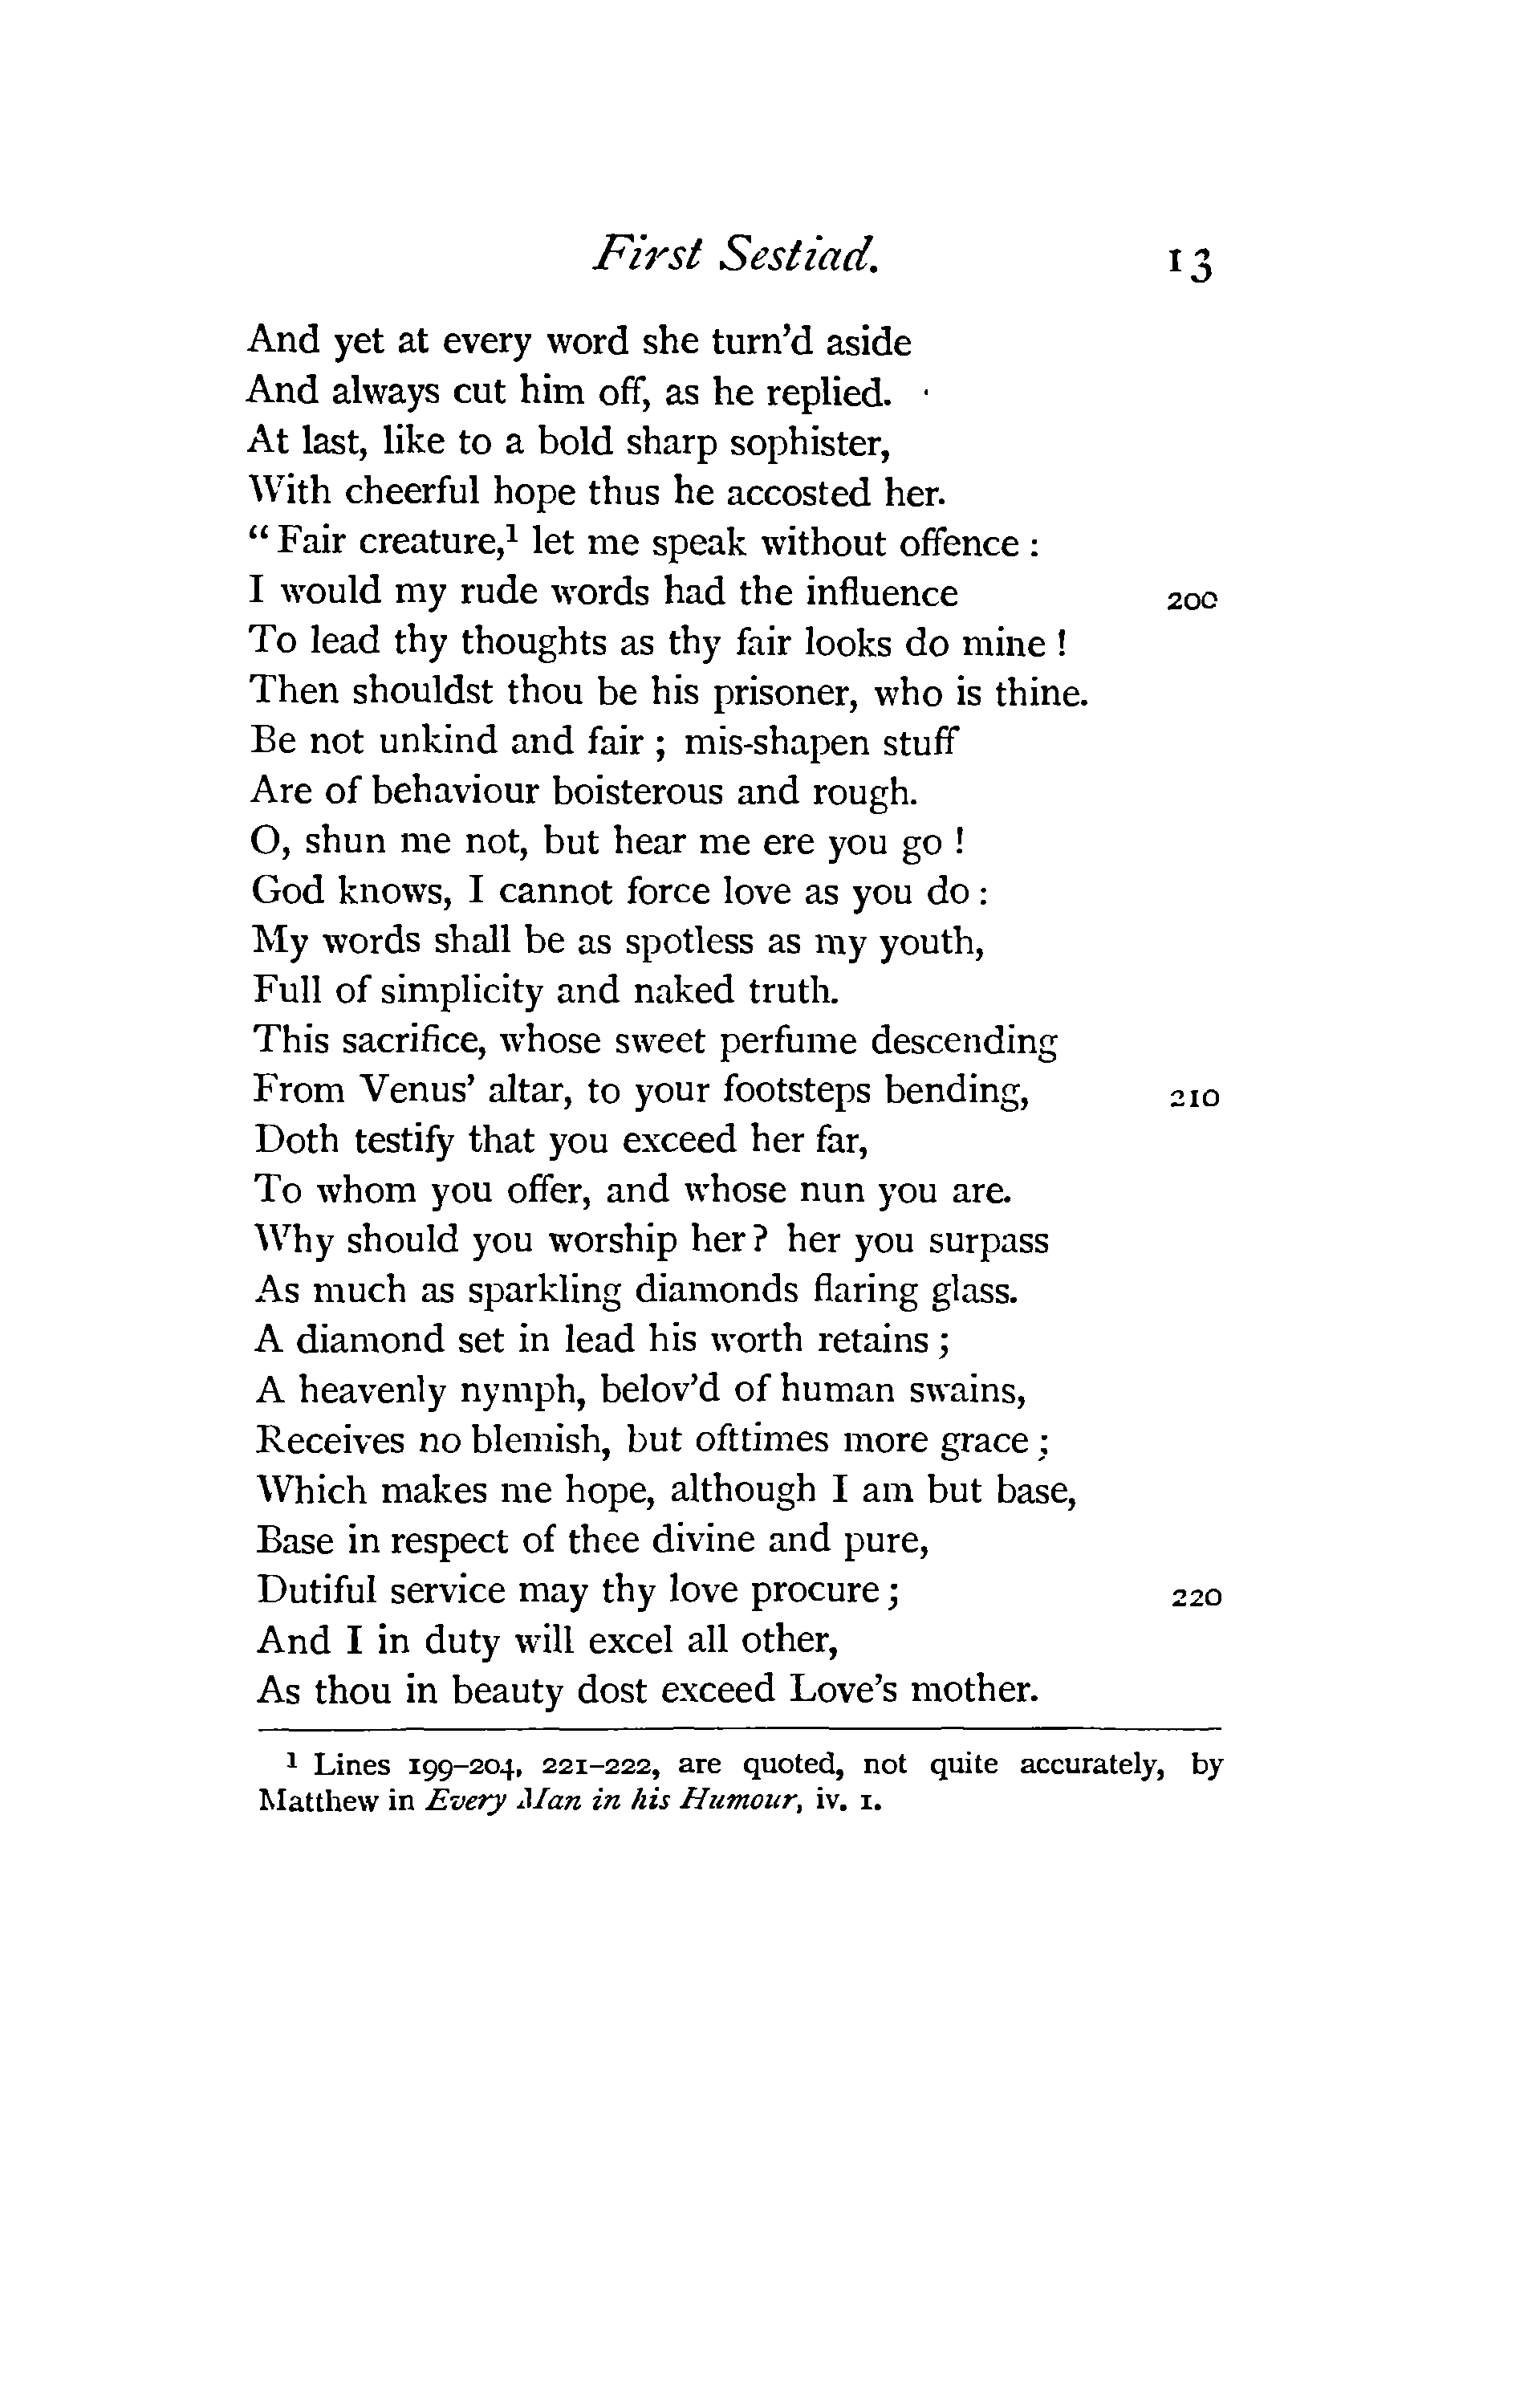 First Sestiad. 13
And yet at every word she turn’d aside
And always cut him off, as he replied.
At last, like to a bold sharp sophister,
With cheerful hope thus he accosted her.
“ Fair creature,¹ let me speak without offence :
I would my rude words had the influence 200
To lead thy thoughts as thy fair looks do mine !
Then shouldst thou be his prisoner, who is thine.
Be not unkind and fair ; mis-shapen stuff
Are of behaviour boisterous and rough.
O, shun me not, but hear me ere you go !
God knows, I cannot force love as you do :
My words shall be as spotless as my youth,
Full of simplicity and naked truth.
This sacrifice, whose sweet perfume descending
From Venus’ altar, to your footsteps bending, 210
Doth testify that you exceed her far,
To whom you offer, and whose nun you are.
Why should you worship her ? her you surpass
As much as sparkling diamonds flaring glass.
A diamond set in lead his worth retains ;
A heavenly nymph, belov’d of human swains,
Receives no blemish, but ofttimes more grace ;
Which makes me hope, although I am but base,
Base in respect of thee divine and pure,
Dutiful service may thy love procure ; 220
And I in duty will excel all other,
As thou in beauty dost exceed Love’s mother.
¹ Lines 199–204, 221–222, are quoted, not quite accurately, by
Matthew in Every Man in his Humour, iv. 1.